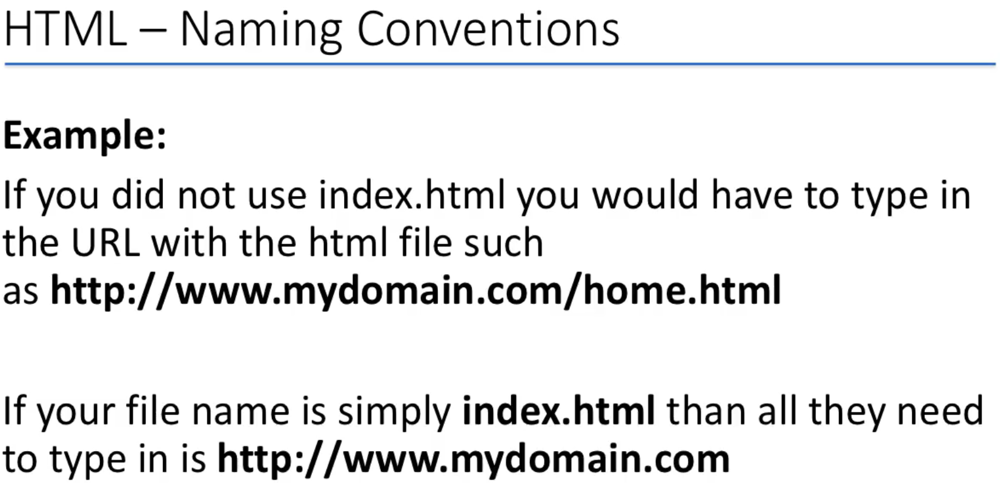 HTML – Naming Conventions
Example:
If you did not use index.html you would have to type in
the URL with the html file such
as http://www.mydomain.com/home.html
If your file name is simply index.html than all they need
to type in is http://www.mydomain.com